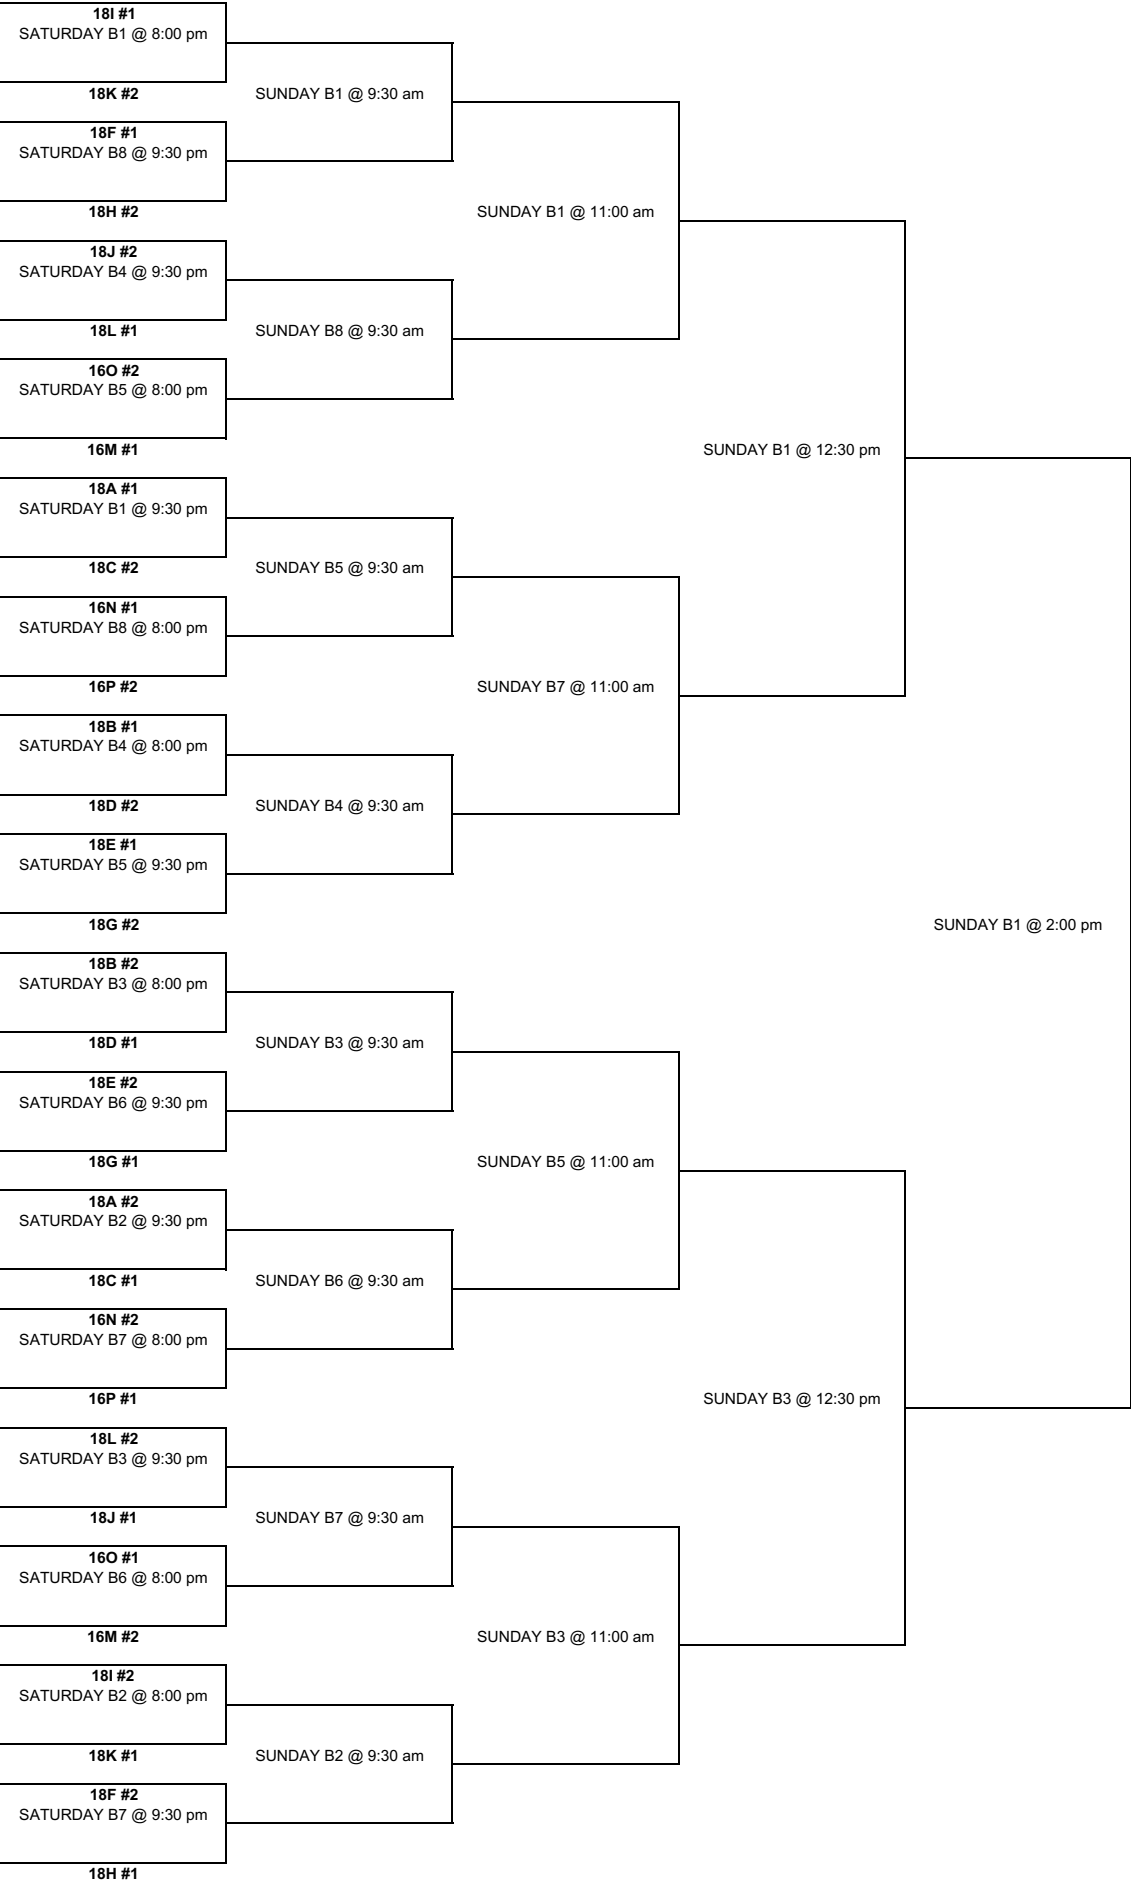 18I #1
SATURDAY B1 @ 8:00 pm
18K #2
SUNDAY B1 @ 9:30 am
18F #1
SATURDAY B8 @ 9:30 pm
18H #2
SUNDAY B1 @ 11:00 am
18J #2
SATURDAY B4 @ 9:30 pm
18L #1
SUNDAY B8 @ 9:30 am
16O #2
SATURDAY B5 @ 8:00 pm
16M #1
SUNDAY B1 @ 12:30 pm
18A #1
SATURDAY B1 @ 9:30 pm
18C #2
SUNDAY B5 @ 9:30 am
16N #1
SATURDAY B8 @ 8:00 pm
16P #2
SUNDAY B7 @ 11:00 am
18B #1
SATURDAY B4 @ 8:00 pm
18D #2
SUNDAY B4 @ 9:30 am
18E #1
SATURDAY B5 @ 9:30 pm
18G #2
SUNDAY B1 @ 2:00 pm
18B #2
SATURDAY B3 @ 8:00 pm
18D #1
SUNDAY B3 @ 9:30 am
18E #2
SATURDAY B6 @ 9:30 pm
18G #1
SUNDAY B5 @ 11:00 am
18A #2
SATURDAY B2 @ 9:30 pm
18C #1
SUNDAY B6 @ 9:30 am
16N #2
SATURDAY B7 @ 8:00 pm
16P #1
SUNDAY B3 @ 12:30 pm
18L #2
SATURDAY B3 @ 9:30 pm
18J #1
SUNDAY B7 @ 9:30 am
16O #1
SATURDAY B6 @ 8:00 pm
16M #2
SUNDAY B3 @ 11:00 am
18I #2
SATURDAY B2 @ 8:00 pm
18K #1
SUNDAY B2 @ 9:30 am
18F #2
SATURDAY B7 @ 9:30 pm
18H #1